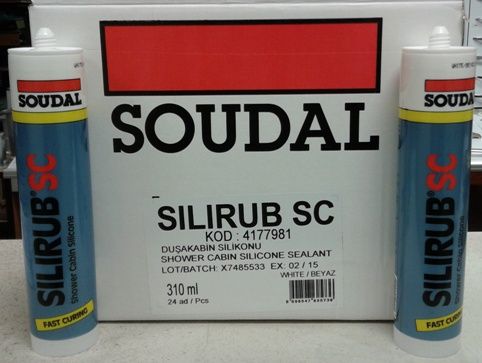 SOUDAL
SILIRUB SC
KOD : 4177981
DUŞAKABİN SİLİKONU
SHOWER CABIN SILICONE SEALANT
LOT/BATCH: X7485533 EX: 02 / 15
WHITE / BEYAZ
310 ml
24 ad / Pcs
SOUDAL
SILIRUB® SC
Shower Cabin Silicone
FAST CURING
SOUDAL
SILIRUB® SC
Shower Cabin Silicone
FAST CURING